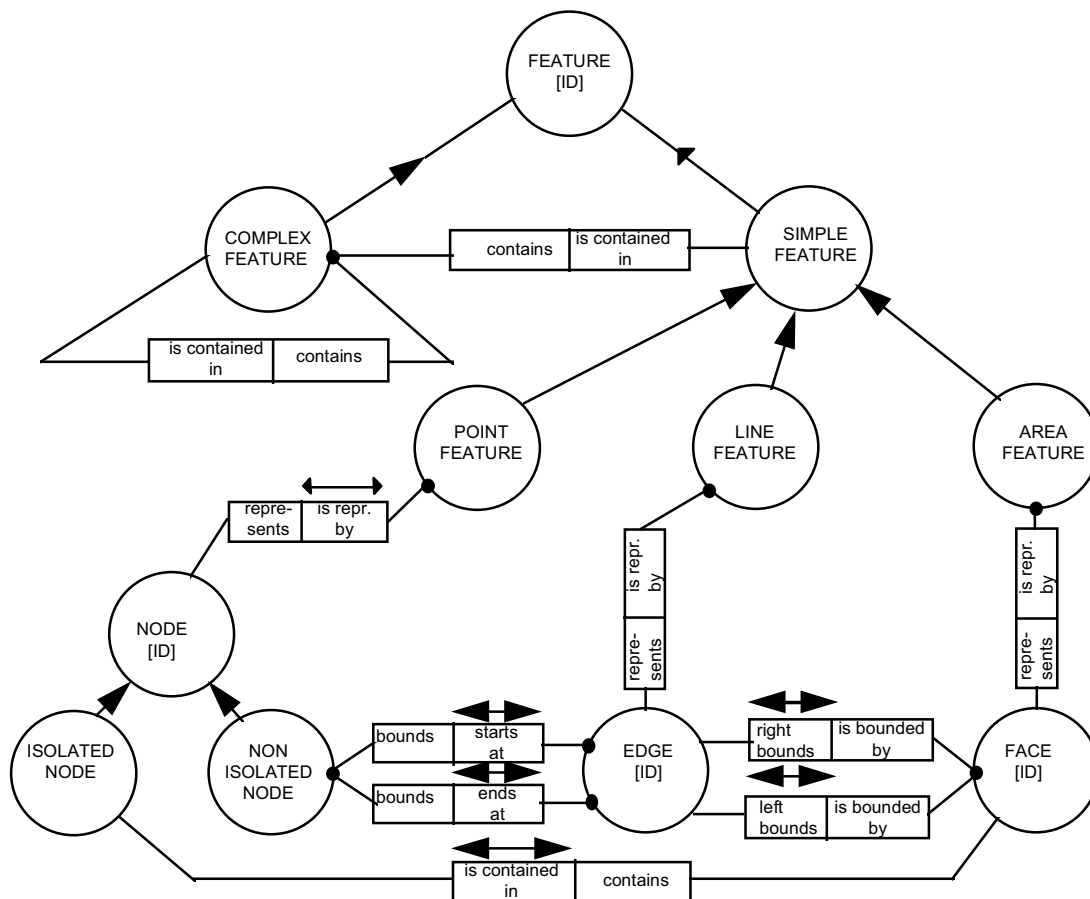 FEATURE
[ID]
COMPLEX
FEATURE
contains
is contained
in
SIMPLE
FEATURE
is contained
in
contains
POINT
FEATURE
LINE
FEATURE
AREA
FEATURE
repre-
sents
is repr.
by
is repr.
by
repre-
sents
is repr.
by
repre-
sents
NODE
[ID]
ISOLATED
NODE
NON
ISOLATED
NODE
bounds
starts
at
bounds
ends
at
EDGE
[ID]
right
bounds
is bounded
by
left
bounds
is bounded
by
FACE
[ID]
is contained
in
contains